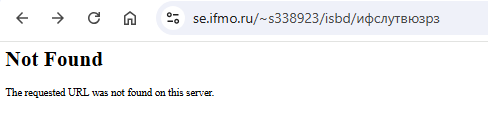 se.ifmo.ru/~s338923/isbd/ифслутвюзрз
Not Found
The requested URL was not found on this server.